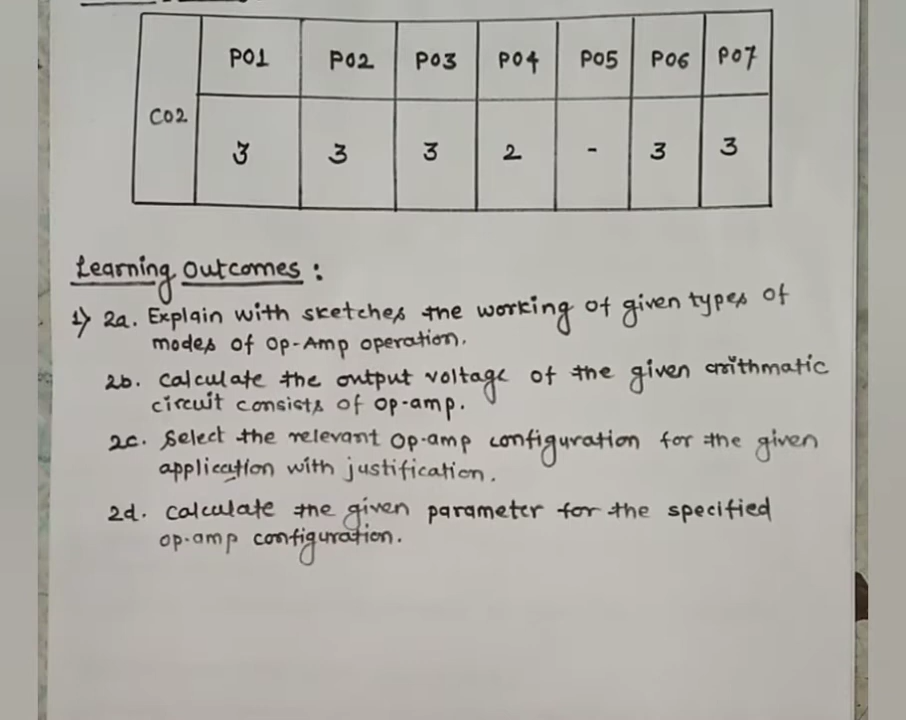 PO1 PO2 PO3 PO4 PO5 PO6 PO7
CO2
3 3 3 2 - 3 3
Learning Outcomes :
1) 2a. Explain with sketches the working of given types of
modes of Op-Amp operation.
2b. Calculate the output voltage of the given arithmatic
circuit consists of op-amp.
2c. Select the relevant op-amp configuration for the given
application with justification.
2d. Calculate the given parameter for the specified
op-amp configuration.